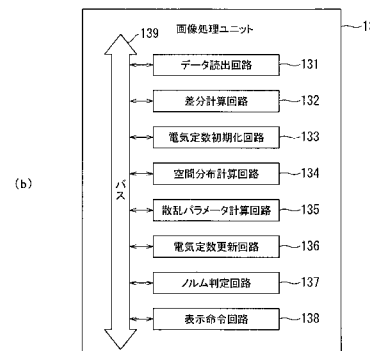 画像処理ユニット
139
データ読出回路 131
差分計算回路 132
電気定数初期化回路 133
空間分布計算回路 134
(b)
バス
散乱パラメータ計算回路 135
電気定数更新回路 136
ノルム判定回路 137
表示命令回路 138